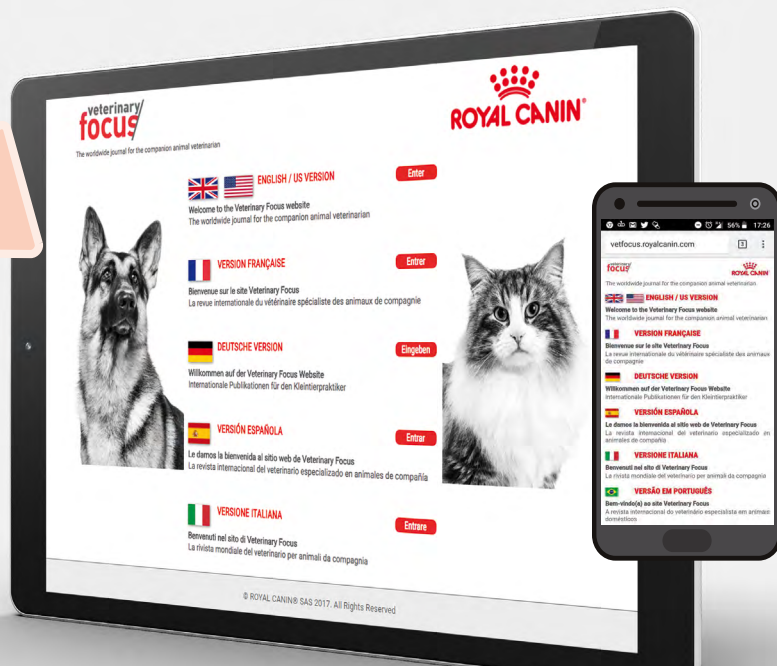 veterinary/
focus
The worldwide journal for the companion animal veterinarian
ROYAL CANIN®
ENGLISH / US VERSION
Enter
Welcome to the Veterinary Focus website
The worldwide journal for the companion animal veterinarian
VERSION FRANÇAISE
Entrer
Bienvenue sur le site Veterinary Focus
La revue internationale du vétérinaire spécialiste des animaux de compagnie
DEUTSCHE VERSION
Eingeben
Willkommen auf der Veterinary Focus Website
Internationale Publikationen für den Kleintierpraktiker
VERSIÓN ESPAÑOLA
Entrar
Le damos la bienvenida al sitio web de Veterinary Focus
La revista internacional del veterinario especializado en animales de compañía
VERSIONE ITALIANA
Entrare
Benvenuti nel sito di Veterinary Focus
La rivista mondiale del veterinario per animali da compagnia
© ROYAL CANIN® SAS 2017. All Rights Reserved
56% 17:26
vetfocus.royalcanin.com
veterinary/
focus
ROYAL CANIN
The worldwide journal for the companion animal veterinarian
ENGLISH / US VERSION
Welcome to the Veterinary Focus website
The worldwide journal for the companion animal veterinarian
VERSION FRANÇAISE
Bienvenue sur le site Veterinary Focus
La revue internationale du vétérinaire spécialiste des animaux
de compagnie
DEUTSCHE VERSION
Willkommen auf der Veterinary Focus Website
Internationale Publikationen für den Kleintierpraktiker
VERSIÓN ESPAÑOLA
Le damos la bienvenida al sitio web de Veterinary Focus
La revista internacional del veterinario especializado en
animales de compañía
VERSIONE ITALIANA
Benvenuti nel sito di Veterinary Focus
La rivista mondiale del veterinario per animali da compagnia
VERSÃO EM PORTUGUÊS
Bem-vindo(a) ao site Veterinary Focus
A revista internacional do veterinário especialista em animais
domésticos